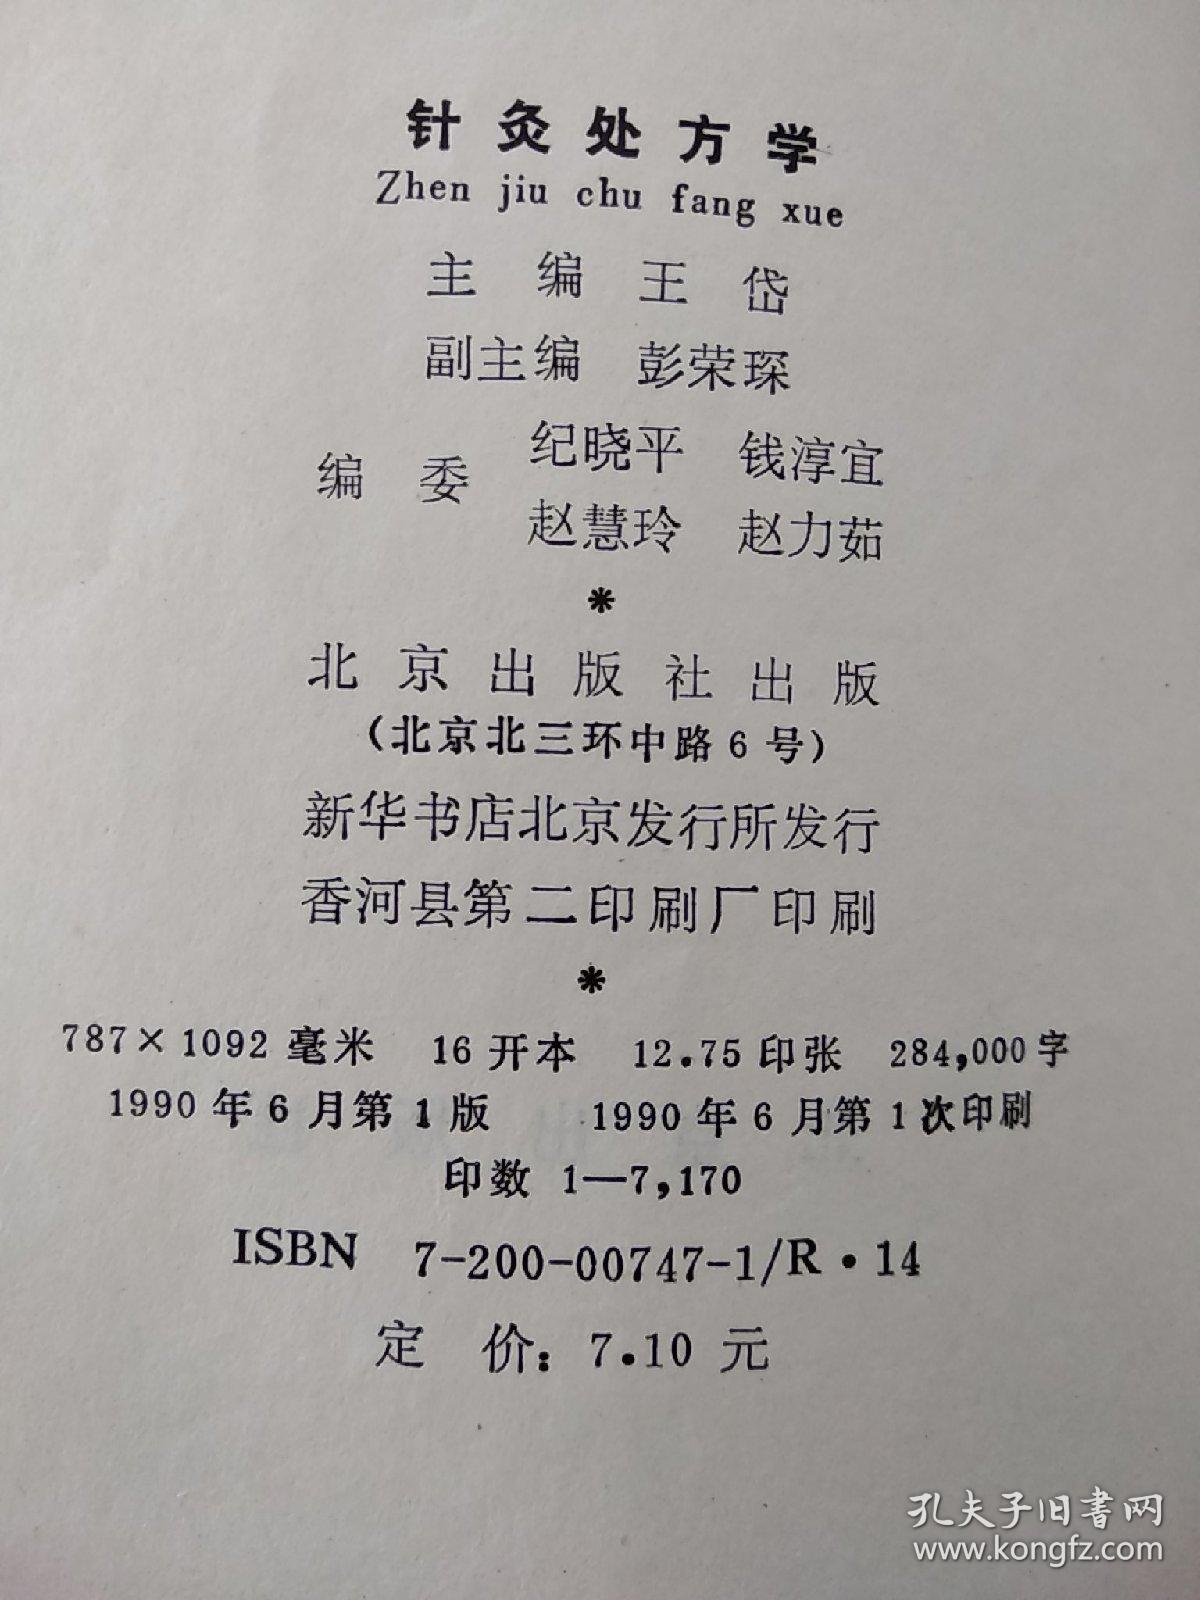 针灸处方学
Zhen jiu chu fang xue
主 编 王 岱
副主编 彭荣琛
编 委 纪晓平 钱淳宜
赵慧玲 赵力茹
*
北京出版社出版
（北京北三环中路6号）
新华书店北京发行所发行
香河县第二印刷厂印刷
*
787×1092毫米 16开本 12.75印张 284,000字
1990年6月第1版 1990年6月第1次印刷
印数 1—7,170
ISBN 7-200-00747-1/R·14
定 价：7.10 元
孔夫子旧书网
www.kongfz.com